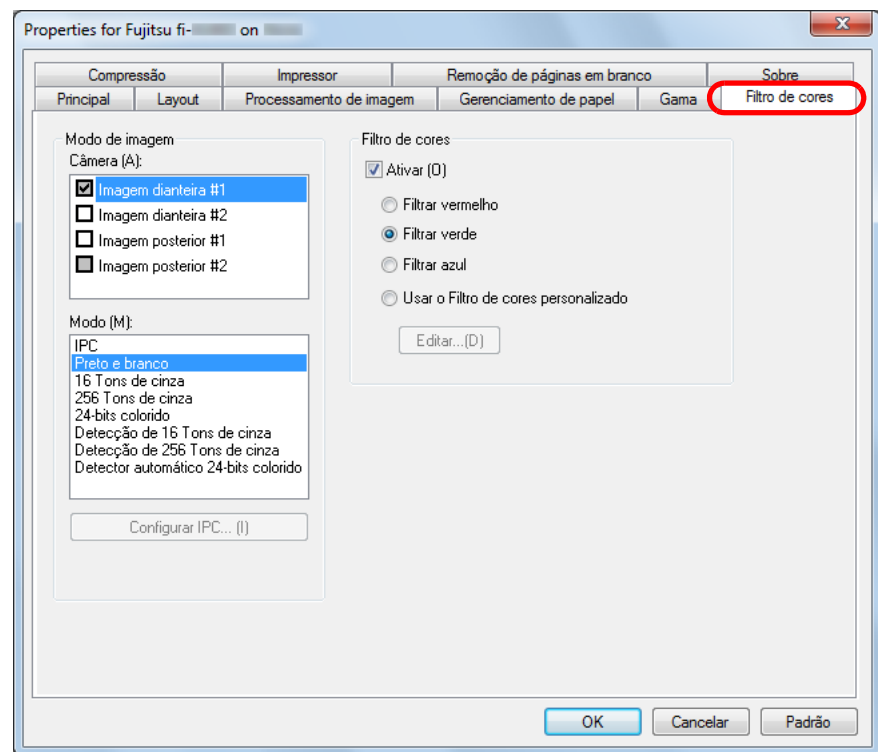 Properties for Fujitsu fi- on
Compressão Impressor Remoção de páginas em branco Sobre
Principal Layout Processamento de imagem Gerenciamento de papel Gama Filtro de cores
Modo de imagem
Câmera (A):
Imagem dianteira #1
Imagem dianteira #2
Imagem posterior #1
Imagem posterior #2
Modo (M):
IPC
Preto e branco
16 Tons de cinza
256 Tons de cinza
24-bits colorido
Detecção de 16 Tons de cinza
Detecção de 256 Tons de cinza
Detector automático 24-bits colorido
Configurar IPC... (I)
Filtro de cores
Ativar (O)
Filtrar vermelho
Filtrar verde
Filtrar azul
Usar o Filtro de cores personalizado
Editar...(D)
OK Cancelar Padrão